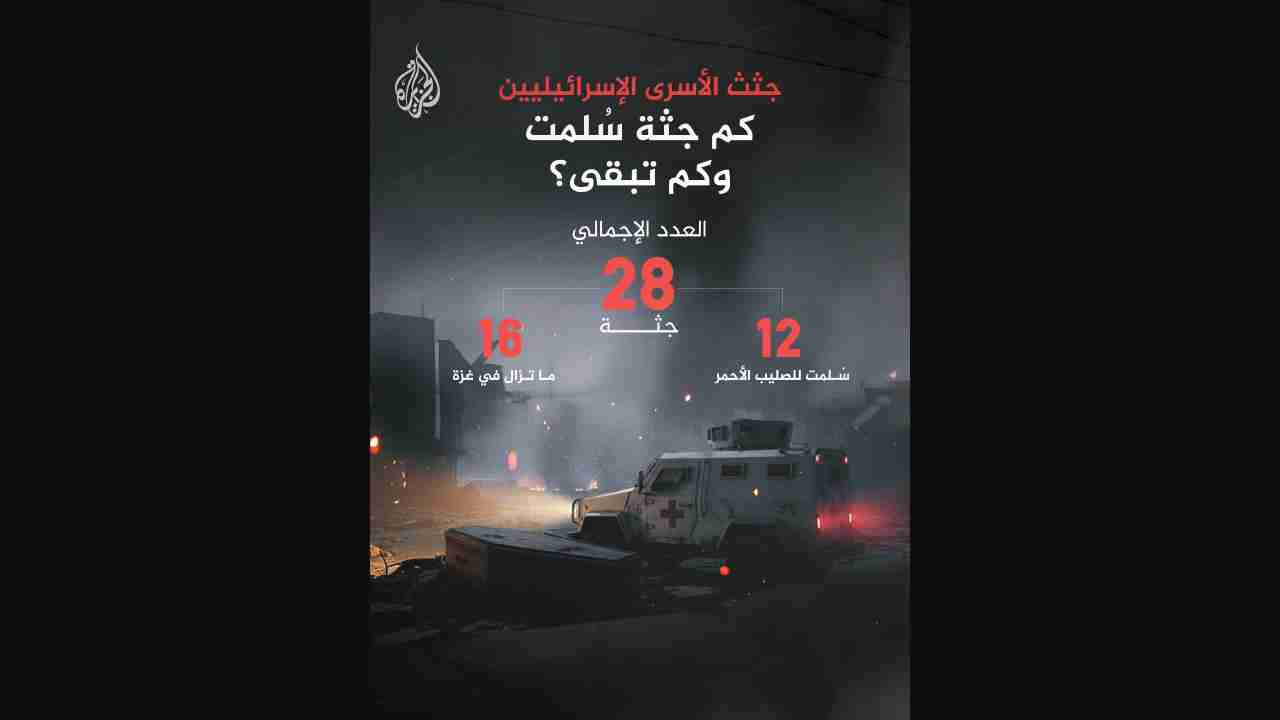 الجزيرة
جثث الأسرى الإسرائيليين
كم جثة سُلمت
وكم تبقى؟
العدد الإجمالي
28
جثـــــة
12
سُلمت للصليب الأحمر
16
ما تزال في غزة